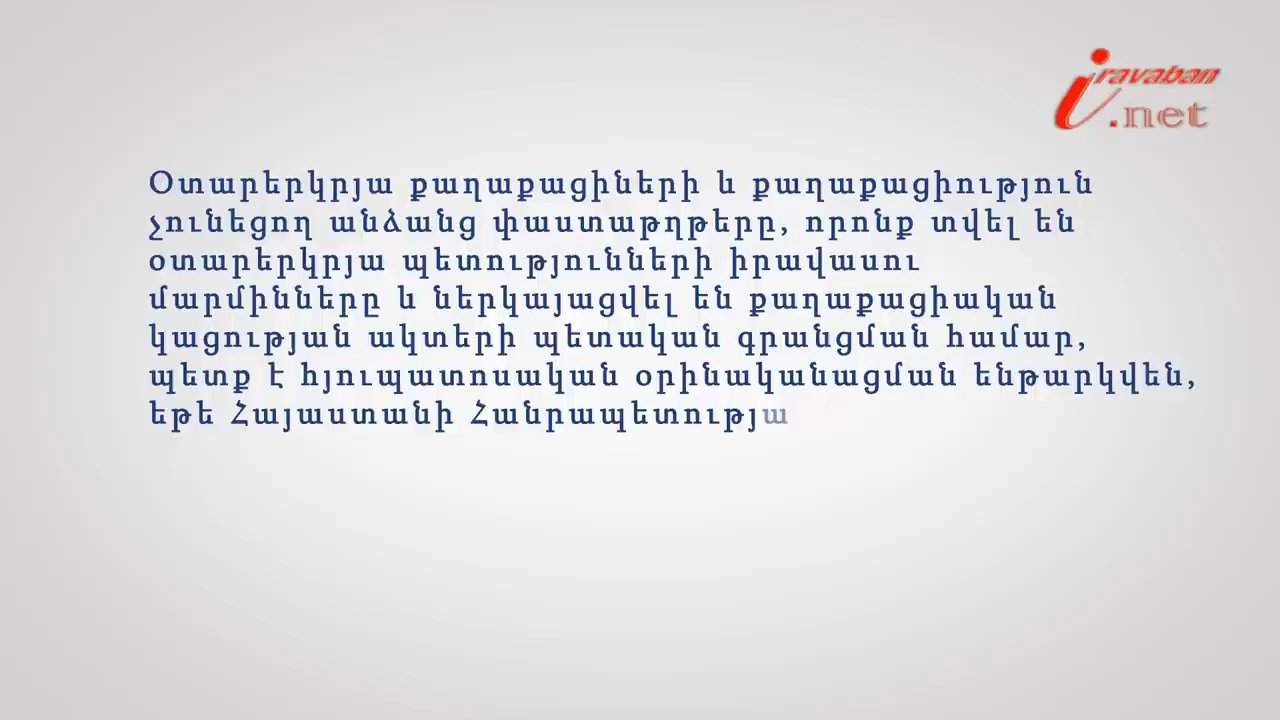 iravaban
.net
Օտարերկրյա քաղաքացիների և քաղաքացիություն
չունեցող անձանց փաստաթղթերը, որոնք տվել են
օտարերկրյա պետությունների իրավասու
մարմինները և ներկայացվել են քաղաքացիական
կացության ակտերի պետական գրանցման համար,
պետք է հյուպատոսական օրինականացման ենթարկվեն,
եթե Հայաստանի Հանրապետությա